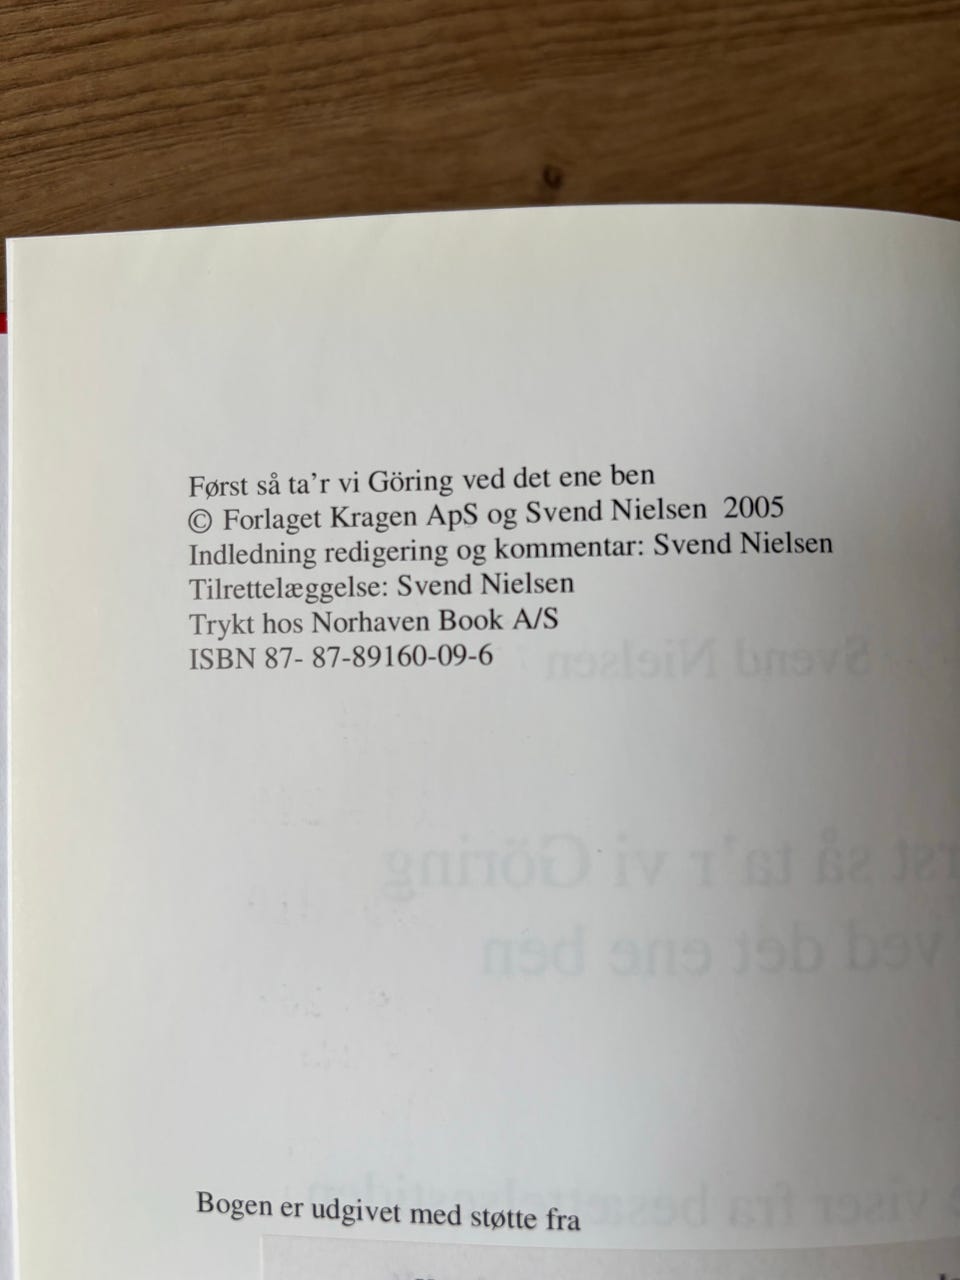 Først så ta'r vi Göring ved det ene ben
© Forlaget Kragen ApS og Svend Nielsen 2005
Indledning redigering og kommentar: Svend Nielsen
Tilrettelæggelse: Svend Nielsen
Trykt hos Norhaven Book A/S
ISBN 87- 87-89160-09-6
Bogen er udgivet med støtte fra